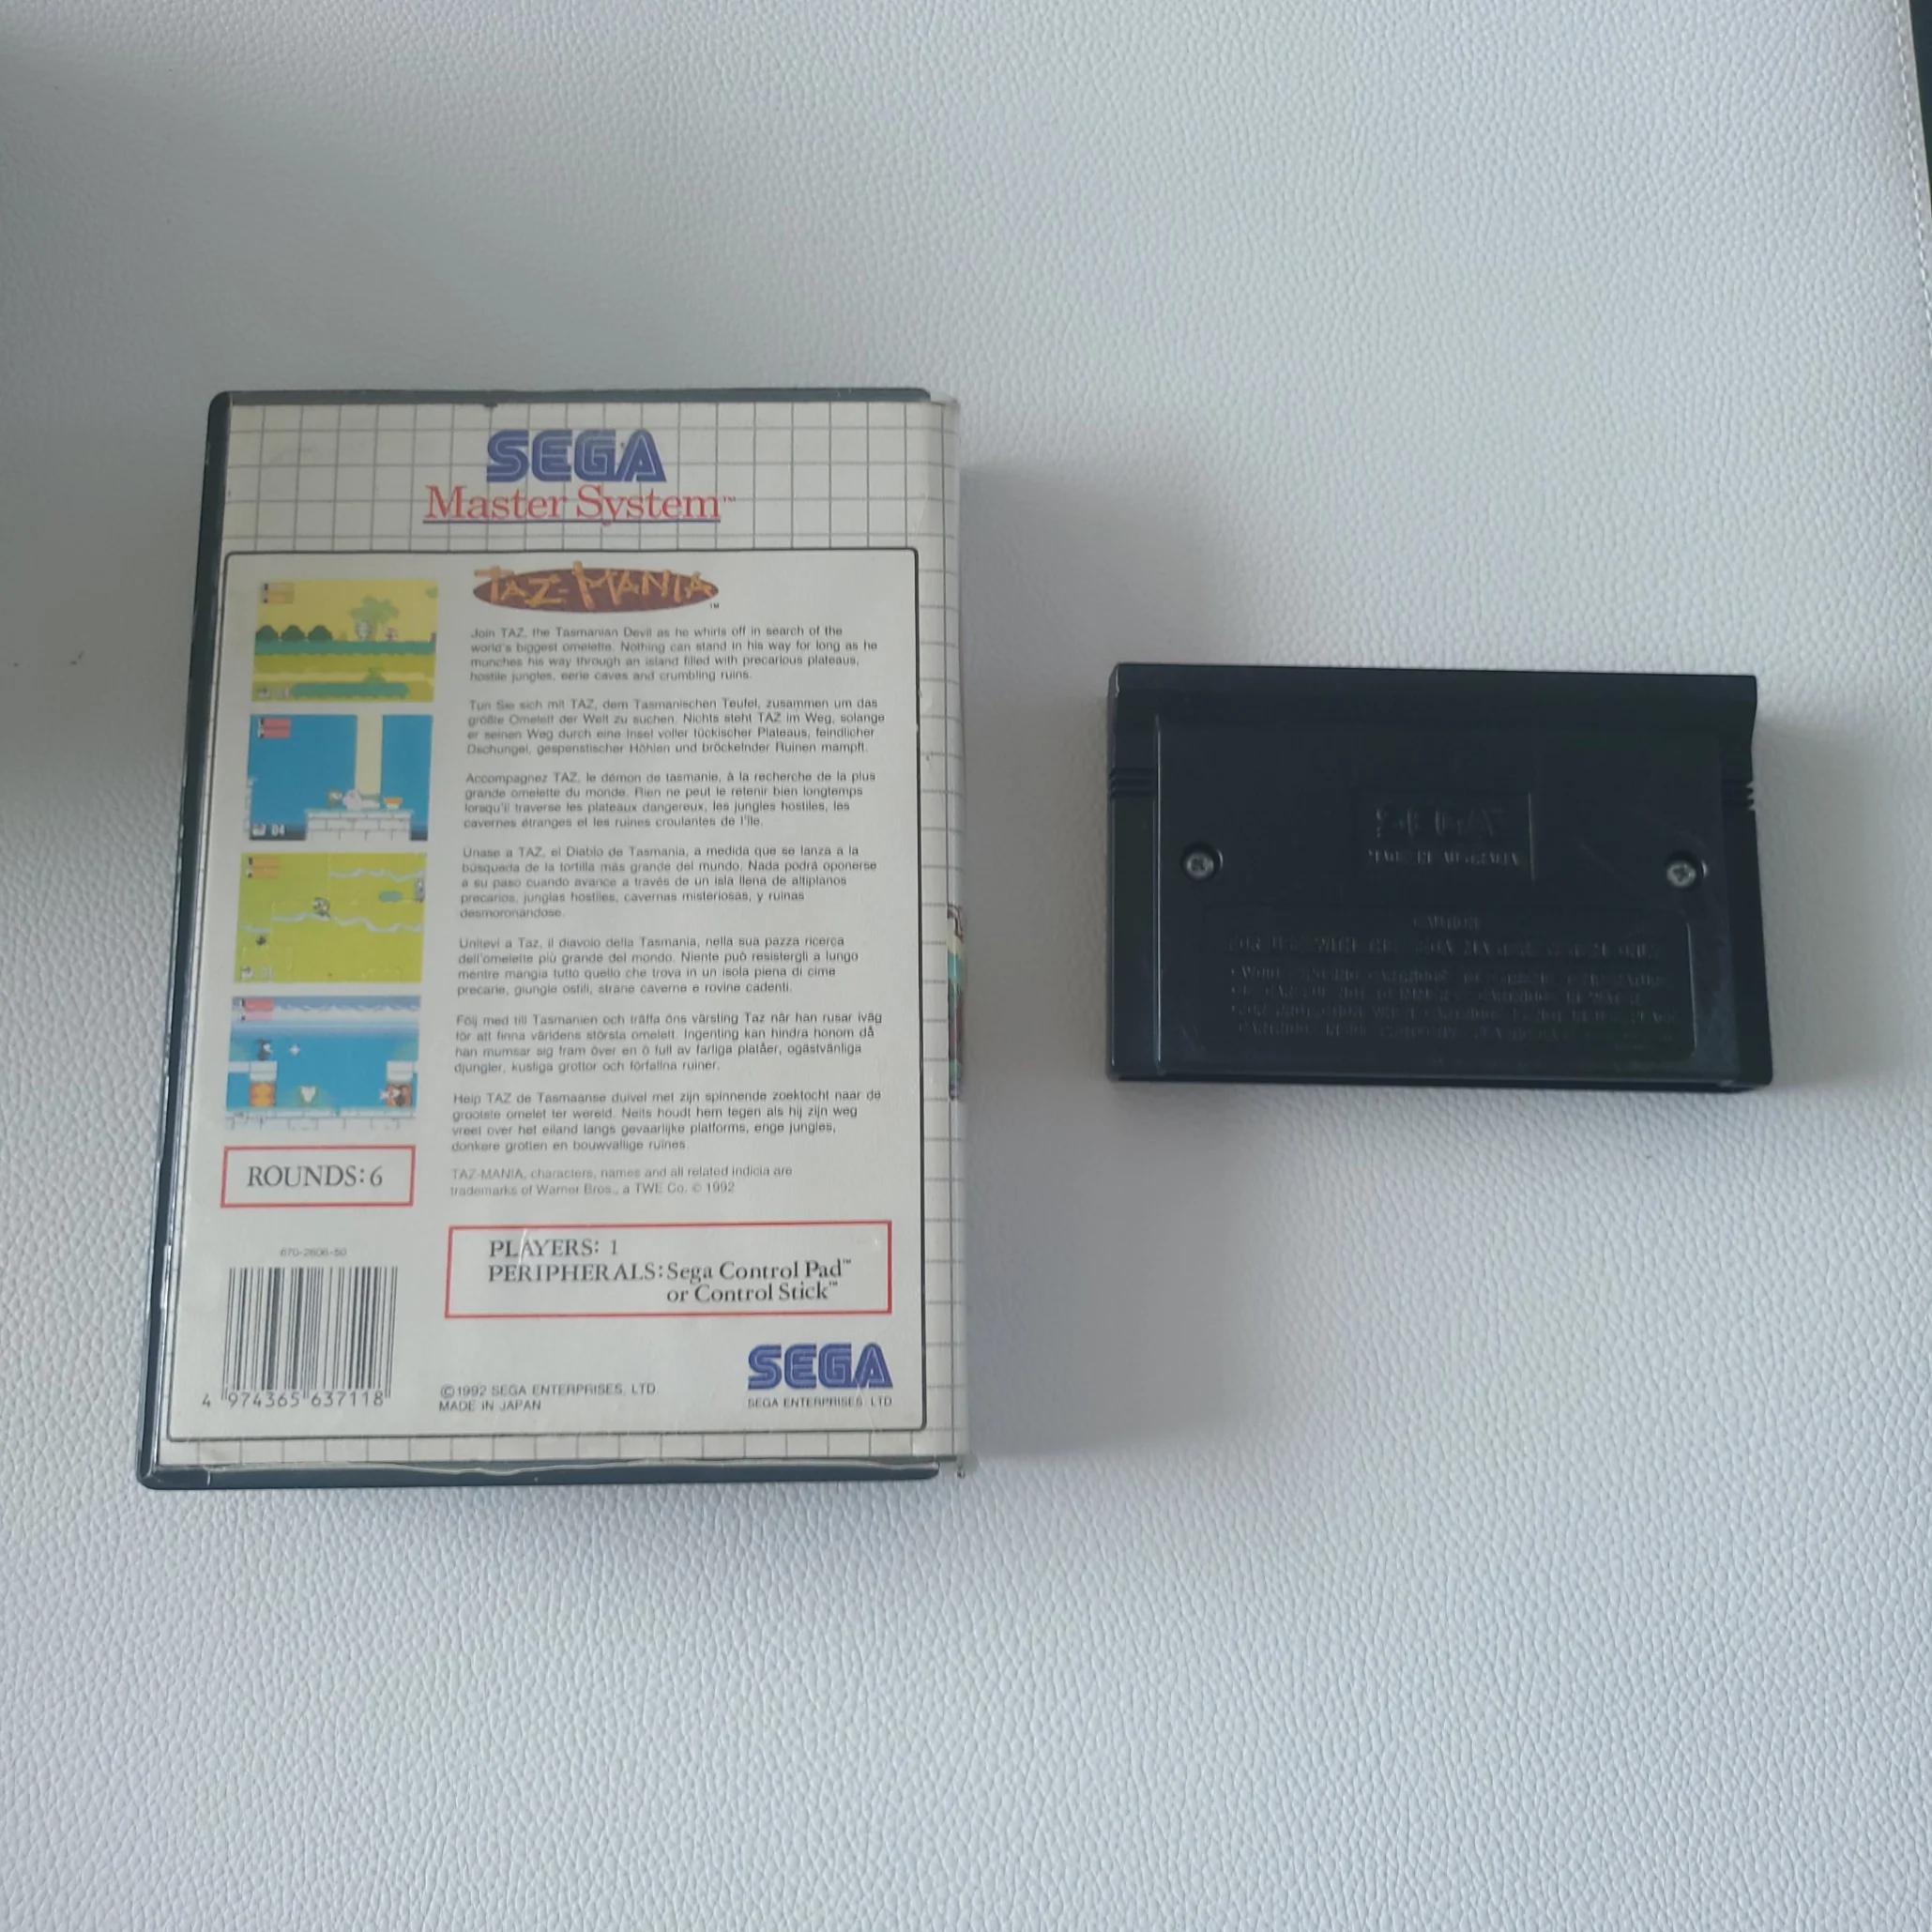 SEGA
Master System™
TAZ-MANIA™
Join TAZ, the Tasmanian Devil as he whirls off in search of the
world's biggest omelette. Nothing can stand in his way for long as he
munches his way through an island filled with precarious plateaus,
hostile jungles, eerie caves and crumbling ruins.
Tun Sie sich mit TAZ, dem Tasmanischen Teufel, zusammen um das
größte Omelett der Welt zu suchen. Nichts steht TAZ im Weg, solange
er seinen Weg durch eine Insel voller tückischer Plateaus, feindlicher
Dschungel, gespenstischer Höhlen und bröckelnder Ruinen mampft.
Accompagnez TAZ, le démon de tasmanie, à la recherche de la plus
grande omelette du monde. Rien ne peut le retenir bien longtemps
lorsqu'il traverse les plateaux dangereux, les jungles hostiles, les
cavernes étranges et les ruines croulantes de l'île.
Unase a TAZ, el Diablo de Tasmania, a medida que se lanza a la
búsqueda de la tortilla más grande del mundo. Nada podrá oponerse
a su paso cuando avance a través de un isla llena de altiplanos
precarios, junglas hostiles, cavernas misteriosas, y ruinas
desmoronándose.
Unitevi a Taz, il diavolo della Tasmania, nella sua pazza ricerca
dell'omelette più grande del mondo. Niente può resistergli a lungo
mentre mangia tutto quello che trova in un isola piena di cime
precarie, giungle ostili, strane caverne e rovine cadenti.
Följ med till Tasmanien och träffa öns värsting Taz när han rusar iväg
för att finna världens största omelett. Ingenting kan hindra honom då
han mumsar sig fram över en ö full av farliga platåer, ogästvänliga
djungler, kusliga grottor och förfallna ruiner.
Help TAZ de Tasmaanse duivel met zijn spinnende zoektocht naar de
grootste omelet ter wereld. Neits houdt hem tegen als hij zijn weg
vreet over het eiland langs gevaarlijke platforms, enge jungles,
donkere grotten en bouwvallige ruïnes.
TAZ-MANIA, characters, names and all related indicia are
trademarks of Warner Bros., a TWE Co. © 1992
ROUNDS: 6
670-2606-50
4 974365 637118
PLAYERS: 1
PERIPHERALS: Sega Control Pad™
or Control Stick™
©1992 SEGA ENTERPRISES, LTD
MADE IN JAPAN
SEGA
SEGA ENTERPRISES. LTD
SEGA